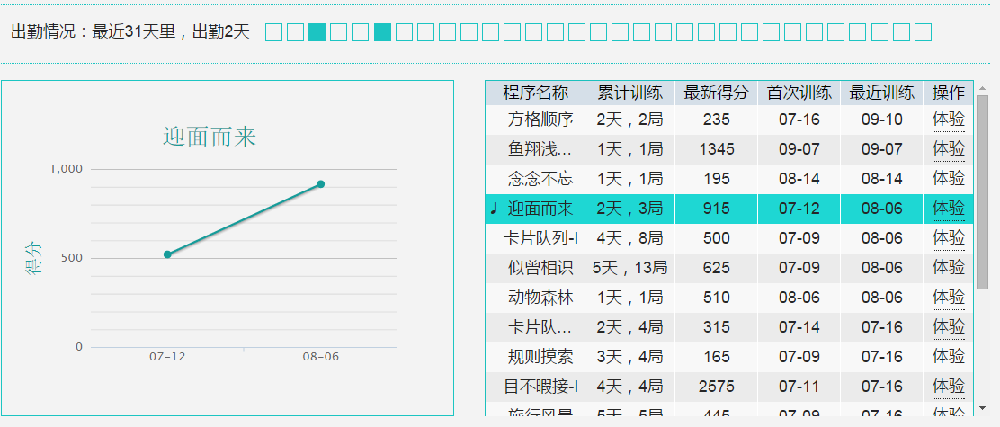 出勤情况：最近31天里，出勤2天
迎面而来
得分
1,000
500
0
07-12 08-06
程序名称 累计训练 最新得分 首次训练 最近训练 操作
方格顺序 2天，2局 235 07-16 09-10 体验
鱼翔浅... 1天，1局 1345 09-07 09-07 体验
念念不忘 1天，1局 195 08-14 08-14 体验
♩ 迎面而来 2天，3局 915 07-12 08-06 体验
卡片队列-I 4天，8局 500 07-09 08-06 体验
似曾相识 5天，13局 625 07-09 08-06 体验
动物森林 1天，1局 510 08-06 08-06 体验
卡片队... 2天，4局 315 07-14 07-16 体验
规则摸索 3天，4局 165 07-09 07-16 体验
目不暇接-I 4天，4局 2575 07-11 07-16 体验
旅行风景 5天，5局 445 07-09 07-16 体验